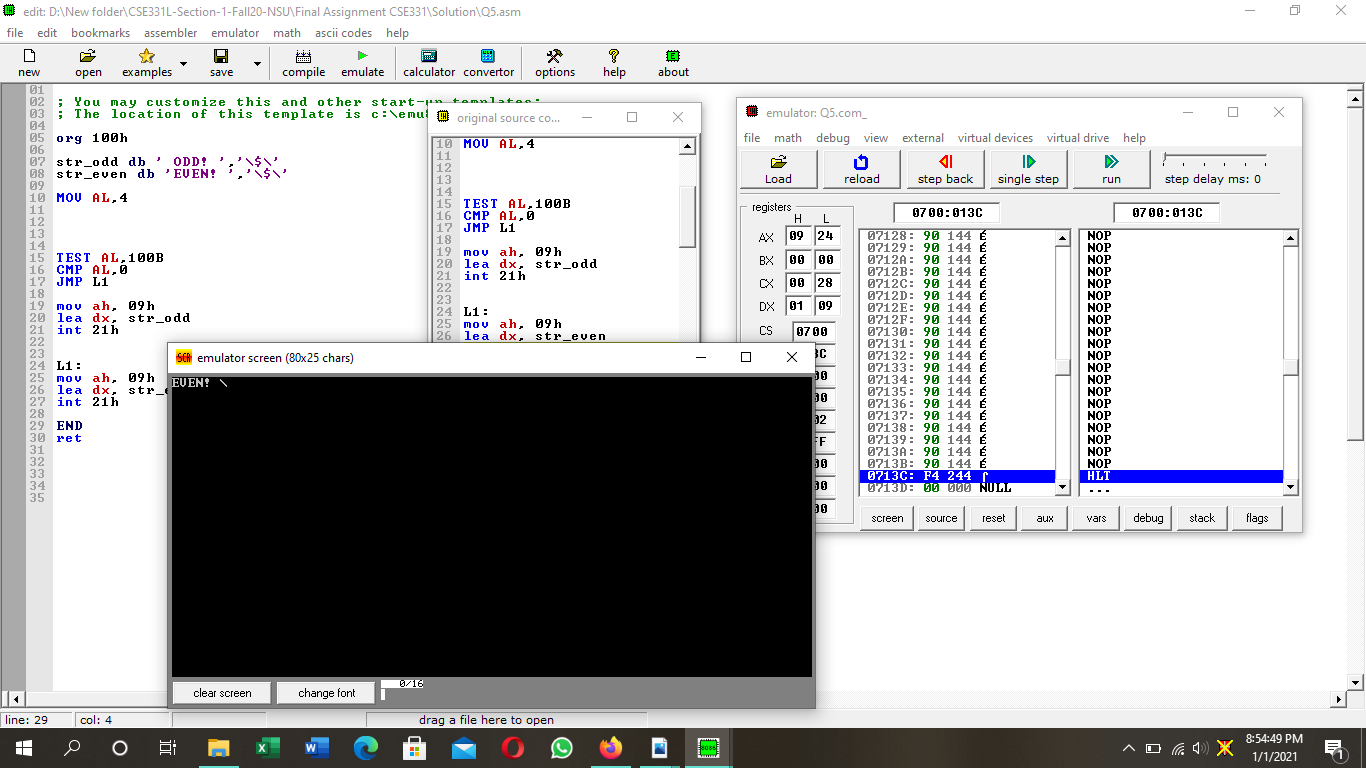 edit: D:\New folder\CSE331L-Section-1-Fall20-NSU\Final Assignment CSE331\Solution\Q5.asm
file edit bookmarks assembler emulator math ascii codes help
new open examples save compile emulate calculator convertor options help about
01
02 ; You may customize this and other start-up templates;
03 ; The location of this template is c:\emu8
04
05 org 100h
06
07 str_odd db ' ODD! ','\$\'
08 str_even db 'EVEN! ','\$\'
09
10 MOV AL,4
11
12
13
14
15 TEST AL,100B
16 CMP AL,0
17 JMP L1
18
19 mov ah, 09h
20 lea dx, str_odd
21 int 21h
22
23
24 L1:
25 mov ah, 09h
26 lea dx, str_e
27 int 21h
28
29 END
30 ret
31
32
33
34
35
original source co...
10 MOV AL,4
11
12
13
14
15 TEST AL,100B
16 CMP AL,0
17 JMP L1
18
19 mov ah, 09h
20 lea dx, str_odd
21 int 21h
22
23
24 L1:
25 mov ah, 09h
26 lea dx, str_even
emulator: Q5.com_
file math debug view external virtual devices virtual drive help
Load reload step back single step run step delay ms: 0
registers
H L
AX 09 24
BX 00 00
CX 00 28
DX 01 09
CS 0700
3C
00
00
02
FF
00
00
00
0700:013C 0700:013C
07128: 90 144 É NOP
07129: 90 144 É NOP
0712A: 90 144 É NOP
0712B: 90 144 É NOP
0712C: 90 144 É NOP
0712D: 90 144 É NOP
0712E: 90 144 É NOP
0712F: 90 144 É NOP
07130: 90 144 É NOP
07131: 90 144 É NOP
07132: 90 144 É NOP
07133: 90 144 É NOP
07134: 90 144 É NOP
07135: 90 144 É NOP
07136: 90 144 É NOP
07137: 90 144 É NOP
07138: 90 144 É NOP
07139: 90 144 É NOP
0713A: 90 144 É NOP
0713B: 90 144 É NOP
0713C: F4 244 ⌠ HLT
0713D: 00 000 NULL ...
screen source reset aux vars debug stack flags
emulator screen (80x25 chars)
EVEN! \
clear screen change font 0/16
line: 29 col: 4 drag a file here to open
8:54:49 PM
1/1/2021
1